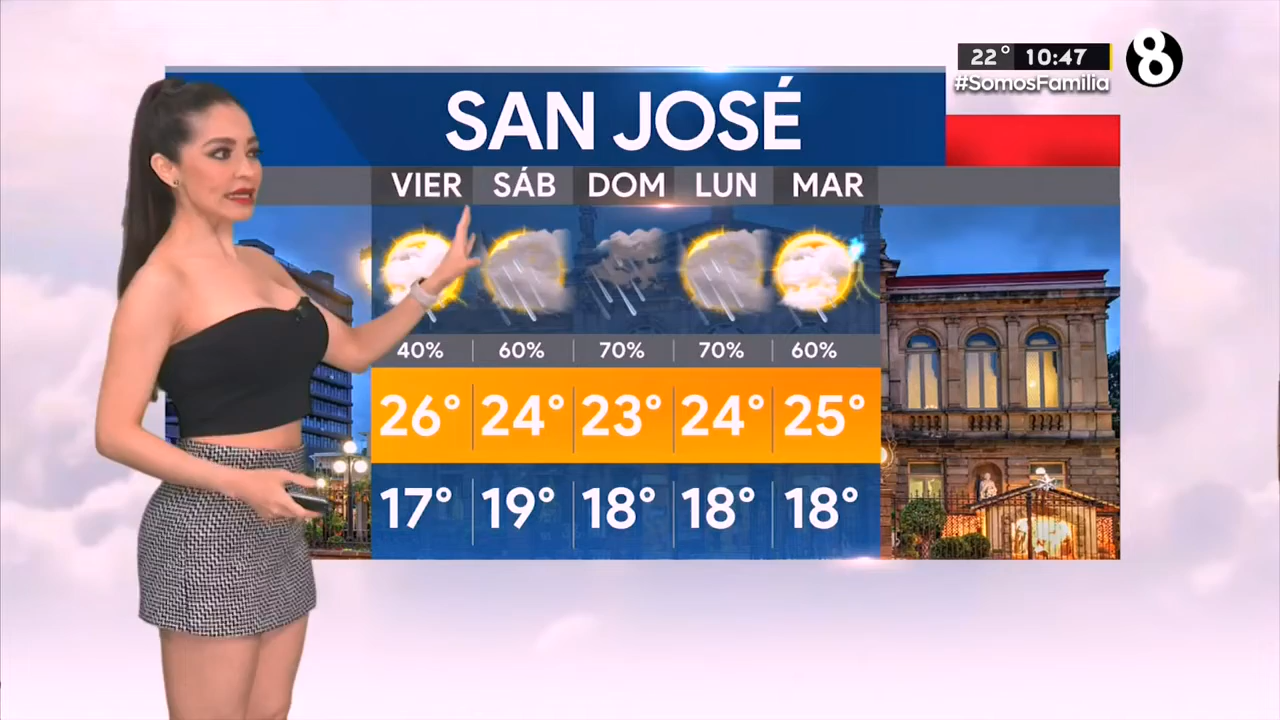 22° 10:47
8
#SomosFamilia
SAN JOSÉ
VIER SÁB DOM LUN MAR
40% 60% 70% 70% 60%
26° 24° 23° 24° 25°
17° 19° 18° 18° 18°